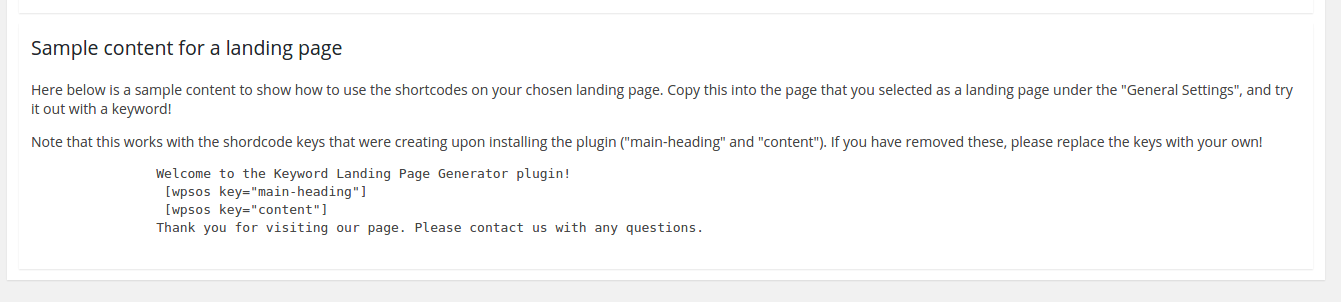 Sample content for a landing page
Here below is a sample content to show how to use the shortcodes on your chosen landing page. Copy this into the page that you selected as a landing page under the "General Settings", and try
it out with a keyword!
Note that this works with the shordcode keys that were creating upon installing the plugin ("main-heading" and "content"). If you have removed these, please replace the keys with your own!
Welcome to the Keyword Landing Page Generator plugin!
[wpsos key="main-heading"]
[wpsos key="content"]
Thank you for visiting our page. Please contact us with any questions.